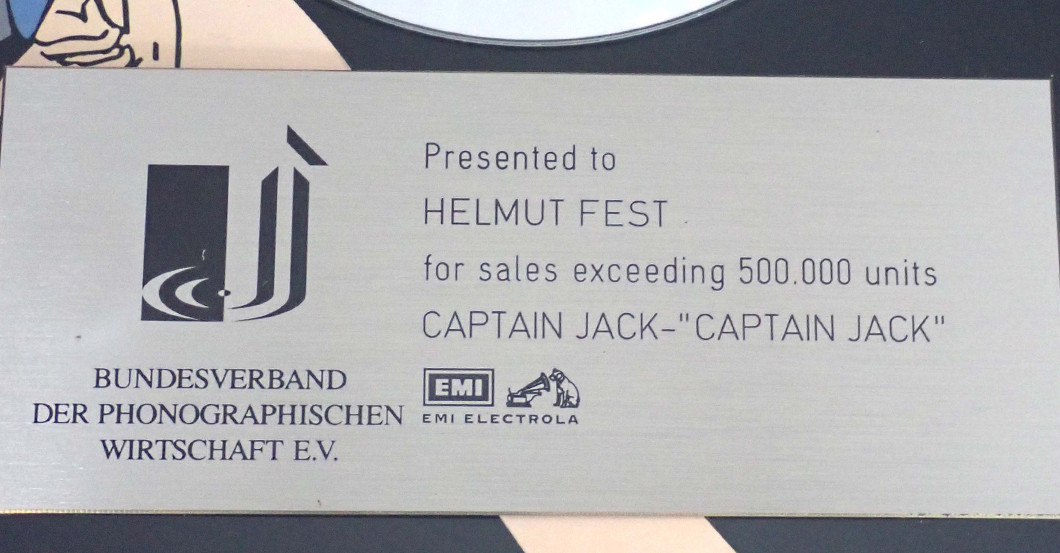 Presented to
HELMUT FEST
for sales exceeding 500.000 units
CAPTAIN JACK-"CAPTAIN JACK"
BUNDESVERBAND
DER PHONOGRAPHISCHEN
WIRTSCHAFT E.V.
EMI
EMI ELECTROLA